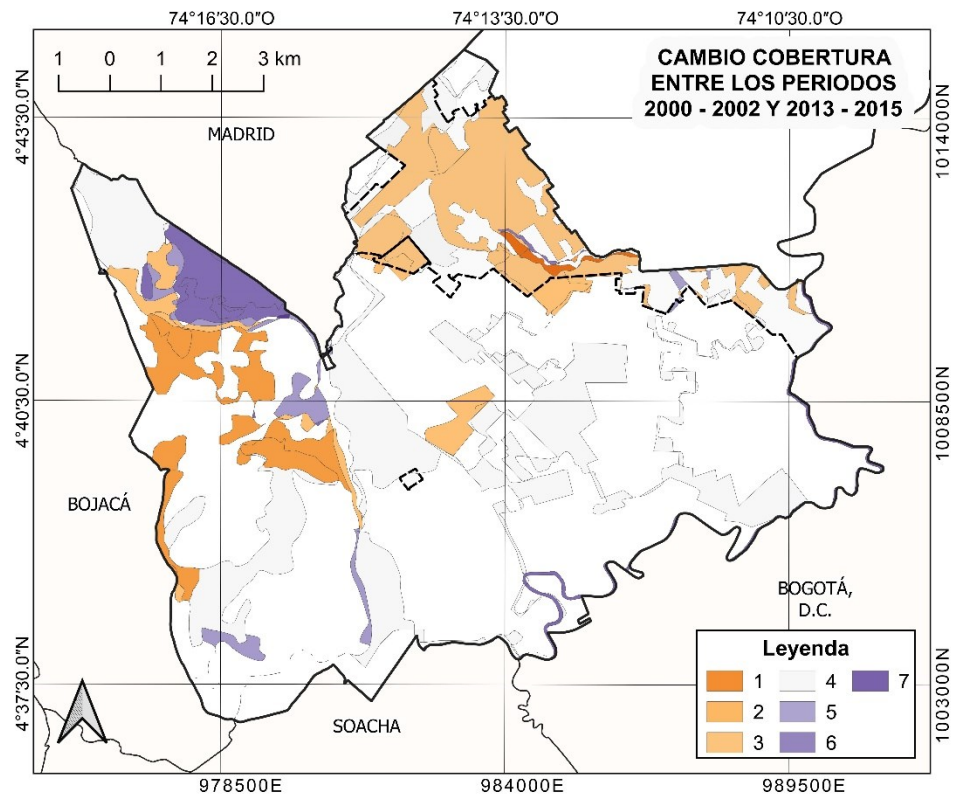 74°16'30.0"O 74°13'30.0"O 74°10'30.0"O
1 0 1 2 3 km
CAMBIO COBERTURA
ENTRE LOS PERIODOS
2000 - 2002 Y 2013 - 2015
4°43'30.0"N
1014000N
MADRID
4°40'30.0"N
1008500N
BOJACÁ
BOGOTÁ,
D.C.
4°37'30.0"N
1003000N
SOACHA
Leyenda
1 4 7
2 5
3 6
978500E 984000E 989500E